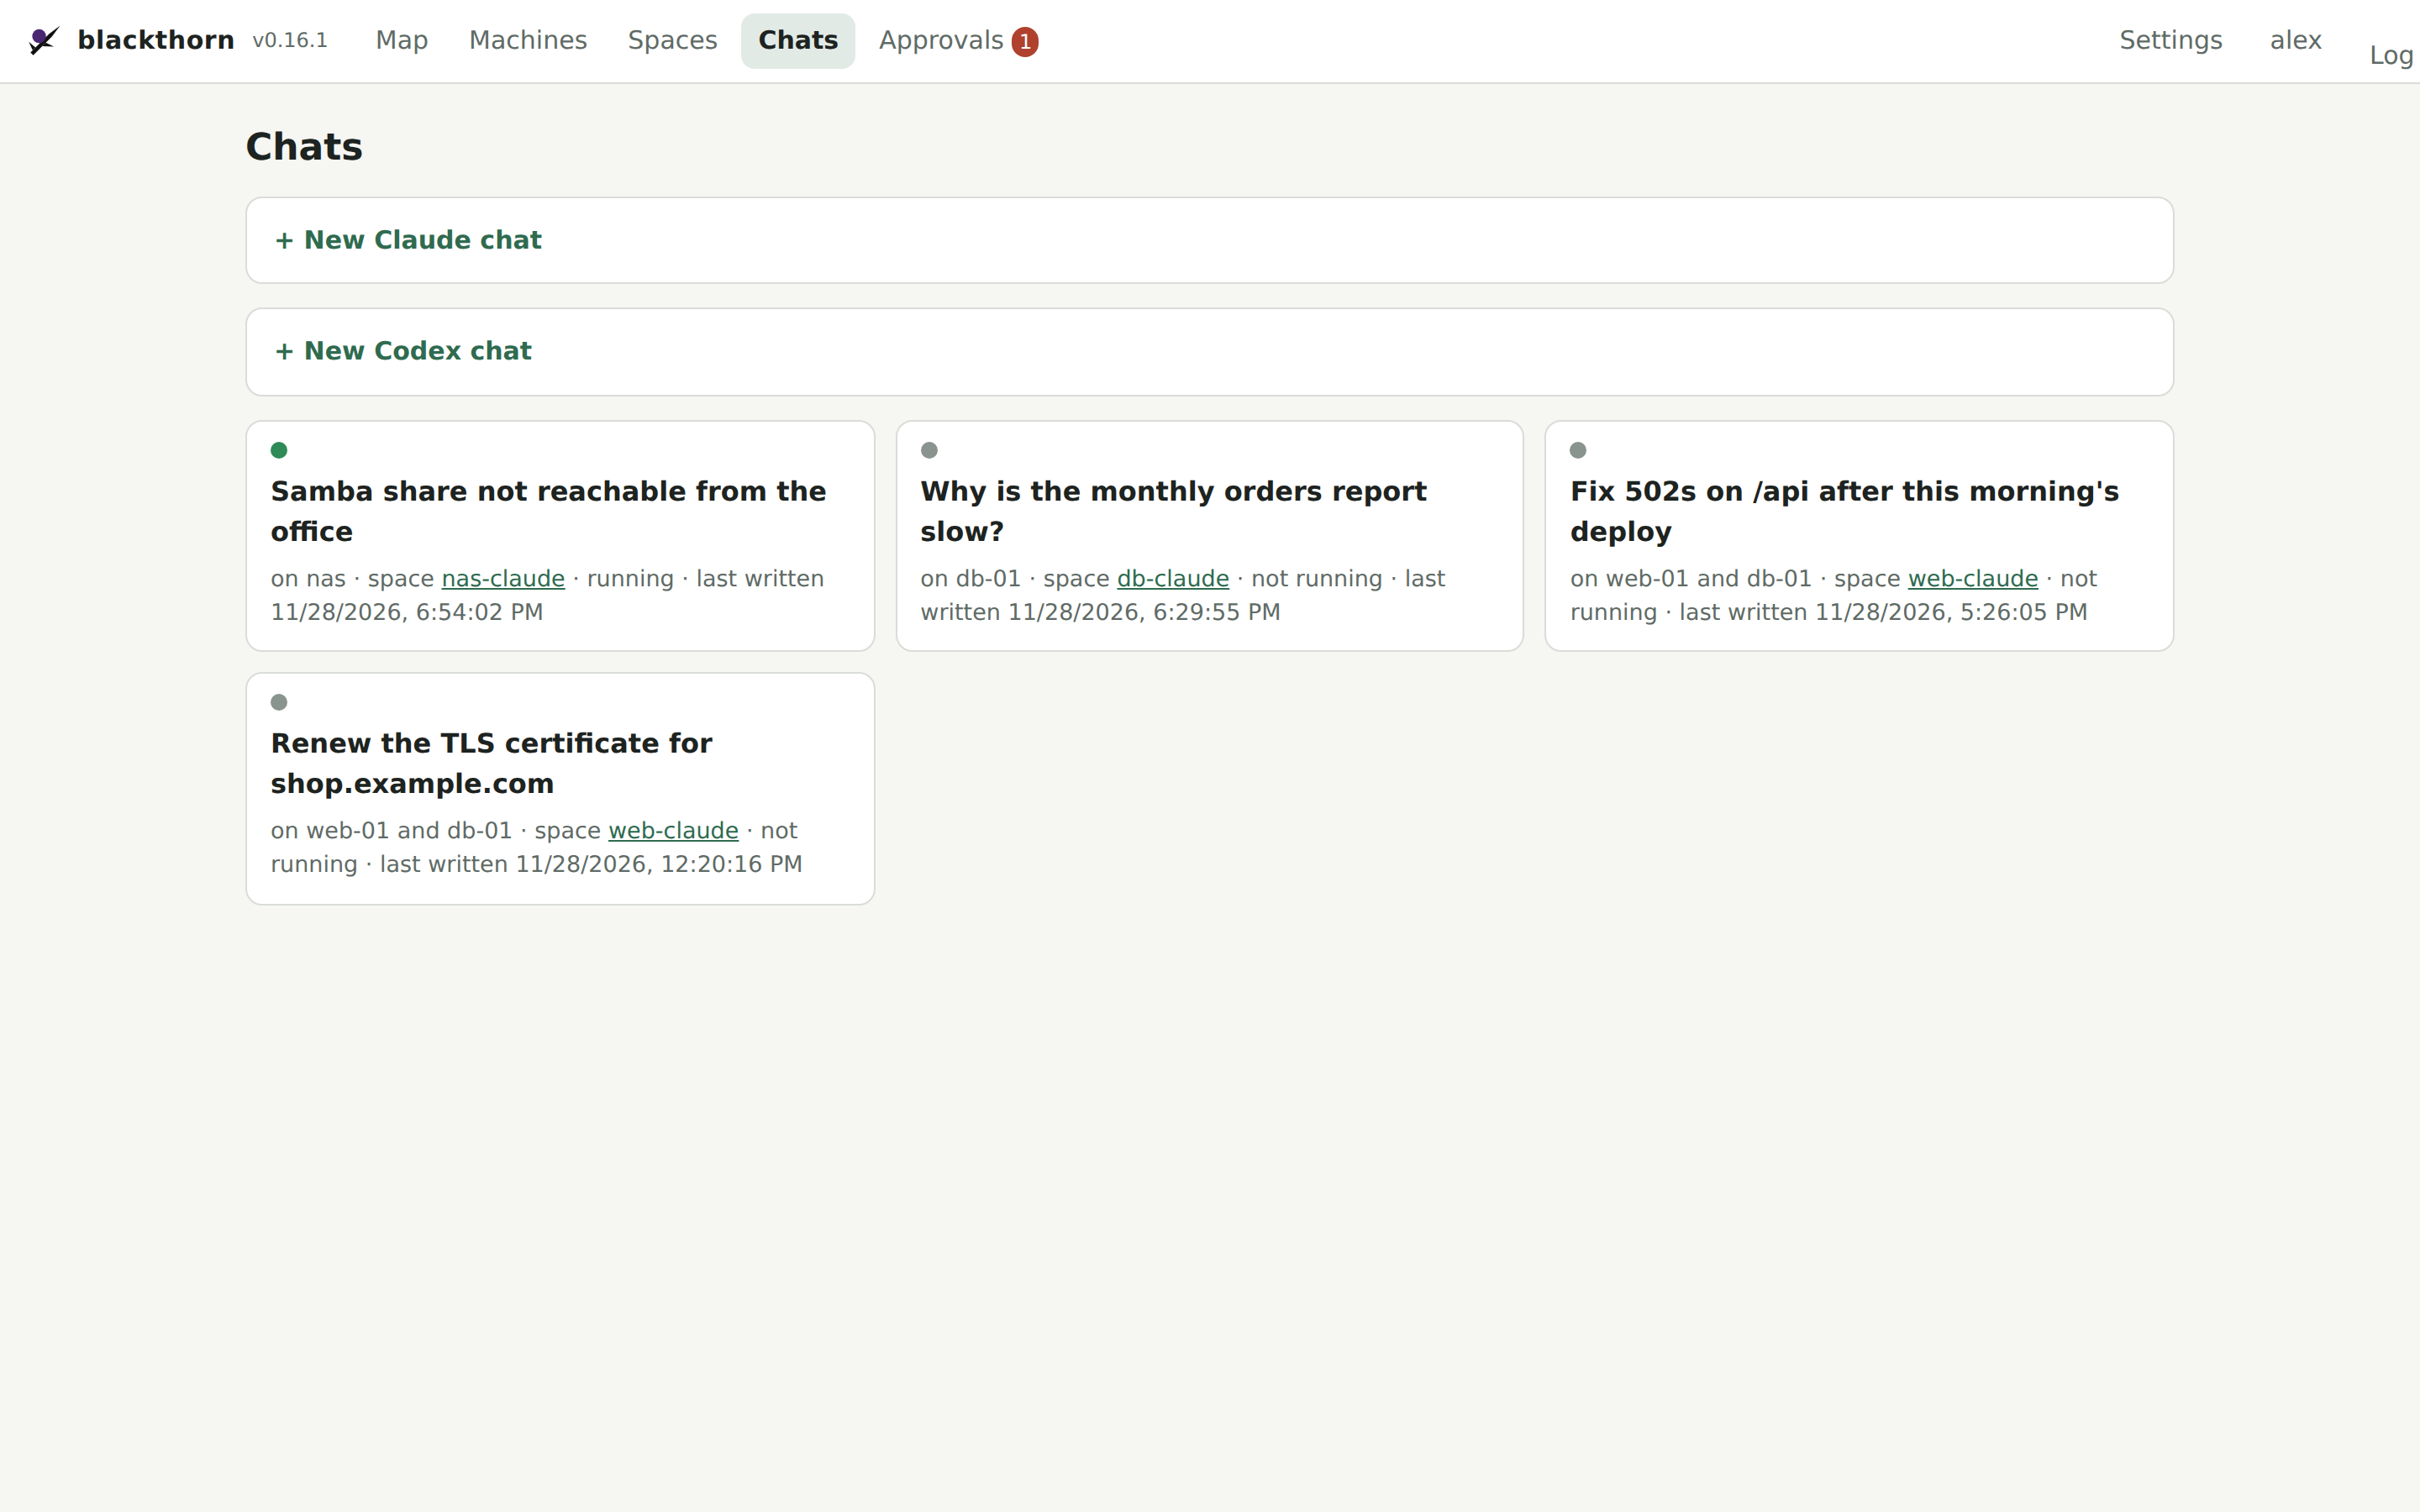 blackthorn v0.16.1 Map Machines Spaces Chats Approvals 1 Settings alex Log
Chats
+ New Claude chat
+ New Codex chat
Samba share not reachable from the
office
on nas · space nas-claude · running · last written
11/28/2026, 6:54:02 PM
Why is the monthly orders report
slow?
on db-01 · space db-claude · not running · last
written 11/28/2026, 6:29:55 PM
Fix 502s on /api after this morning's
deploy
on web-01 and db-01 · space web-claude · not
running · last written 11/28/2026, 5:26:05 PM
Renew the TLS certificate for
shop.example.com
on web-01 and db-01 · space web-claude · not
running · last written 11/28/2026, 12:20:16 PM